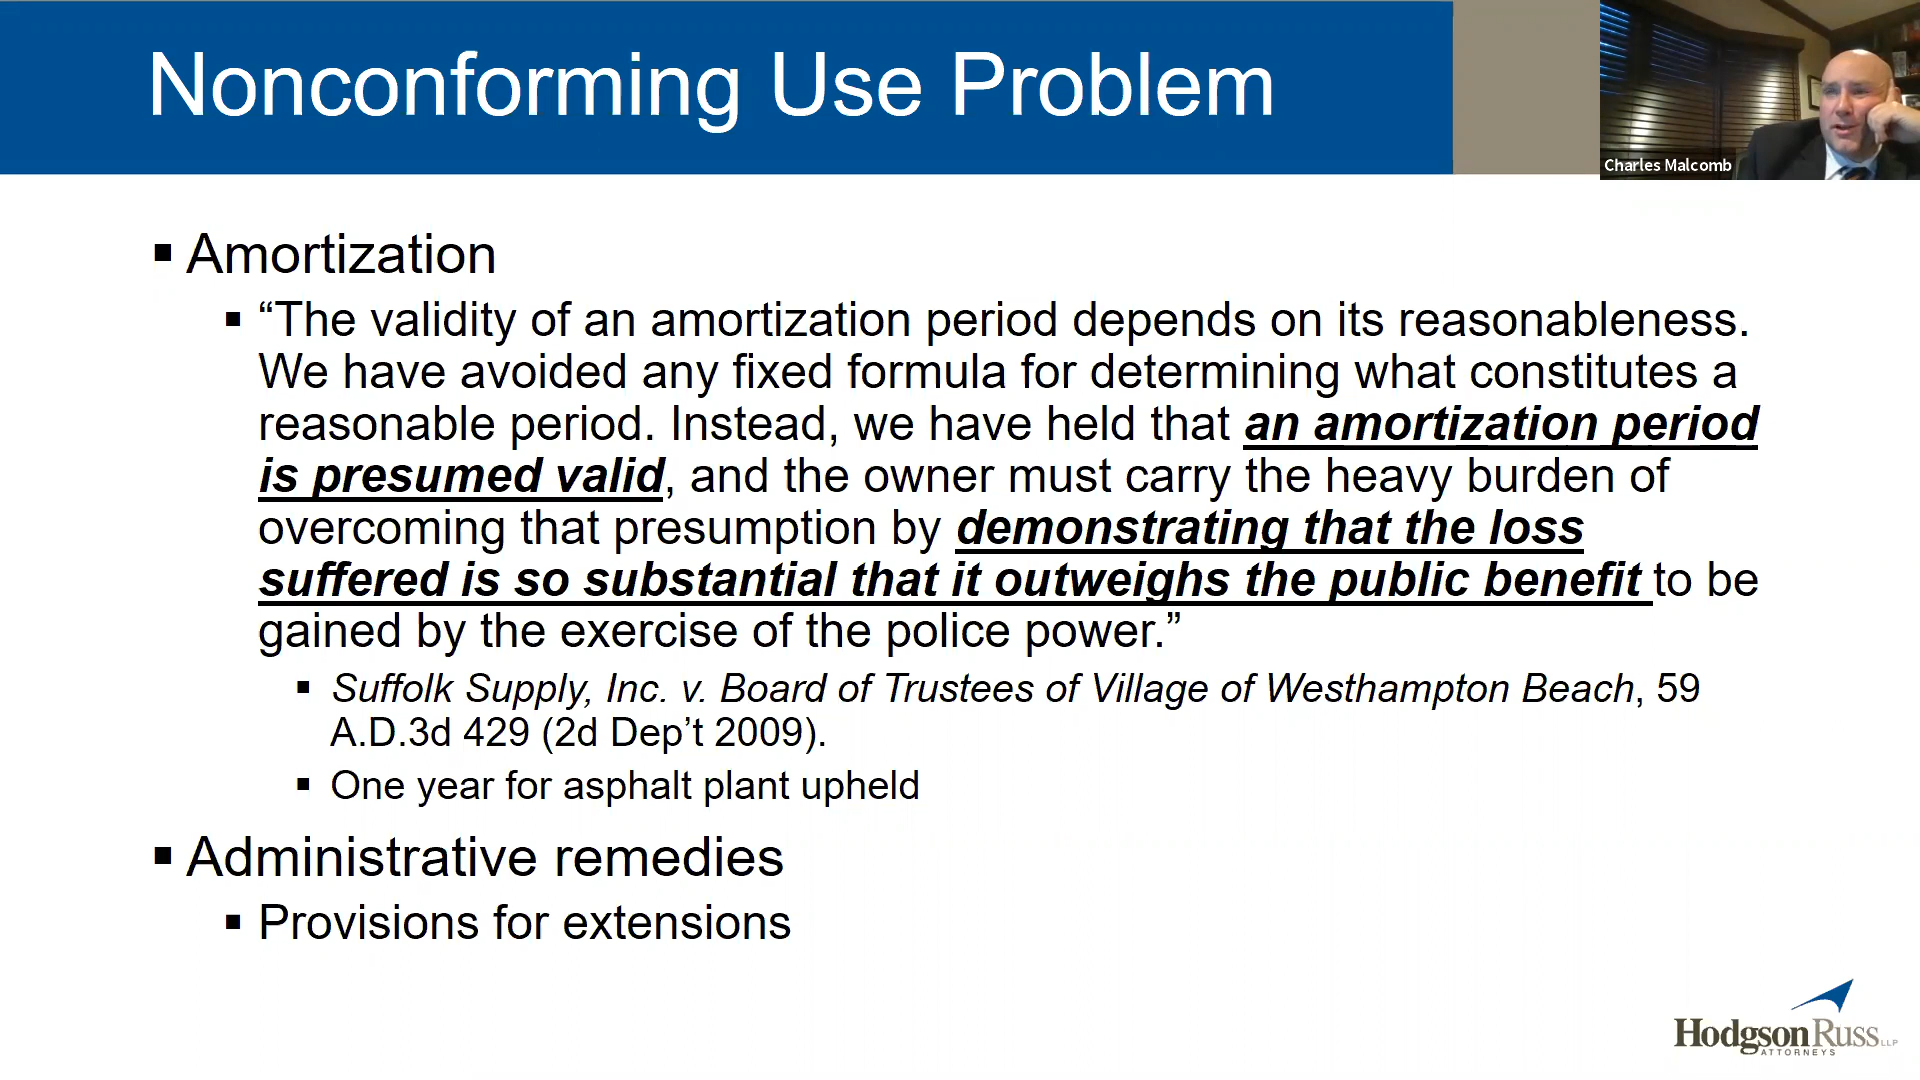 Nonconforming Use Problem
Charles Malcomb
▪ Amortization
▪ “The validity of an amortization period depends on its reasonableness.
We have avoided any fixed formula for determining what constitutes a
reasonable period. Instead, we have held that an amortization period
is presumed valid, and the owner must carry the heavy burden of
overcoming that presumption by demonstrating that the loss
suffered is so substantial that it outweighs the public benefit to be
gained by the exercise of the police power.”
▪ Suffolk Supply, Inc. v. Board of Trustees of Village of Westhampton Beach, 59
A.D.3d 429 (2d Dep’t 2009).
▪ One year for asphalt plant upheld
▪ Administrative remedies
▪ Provisions for extensions
HodgsonRuss LLP
ATTORNEYS